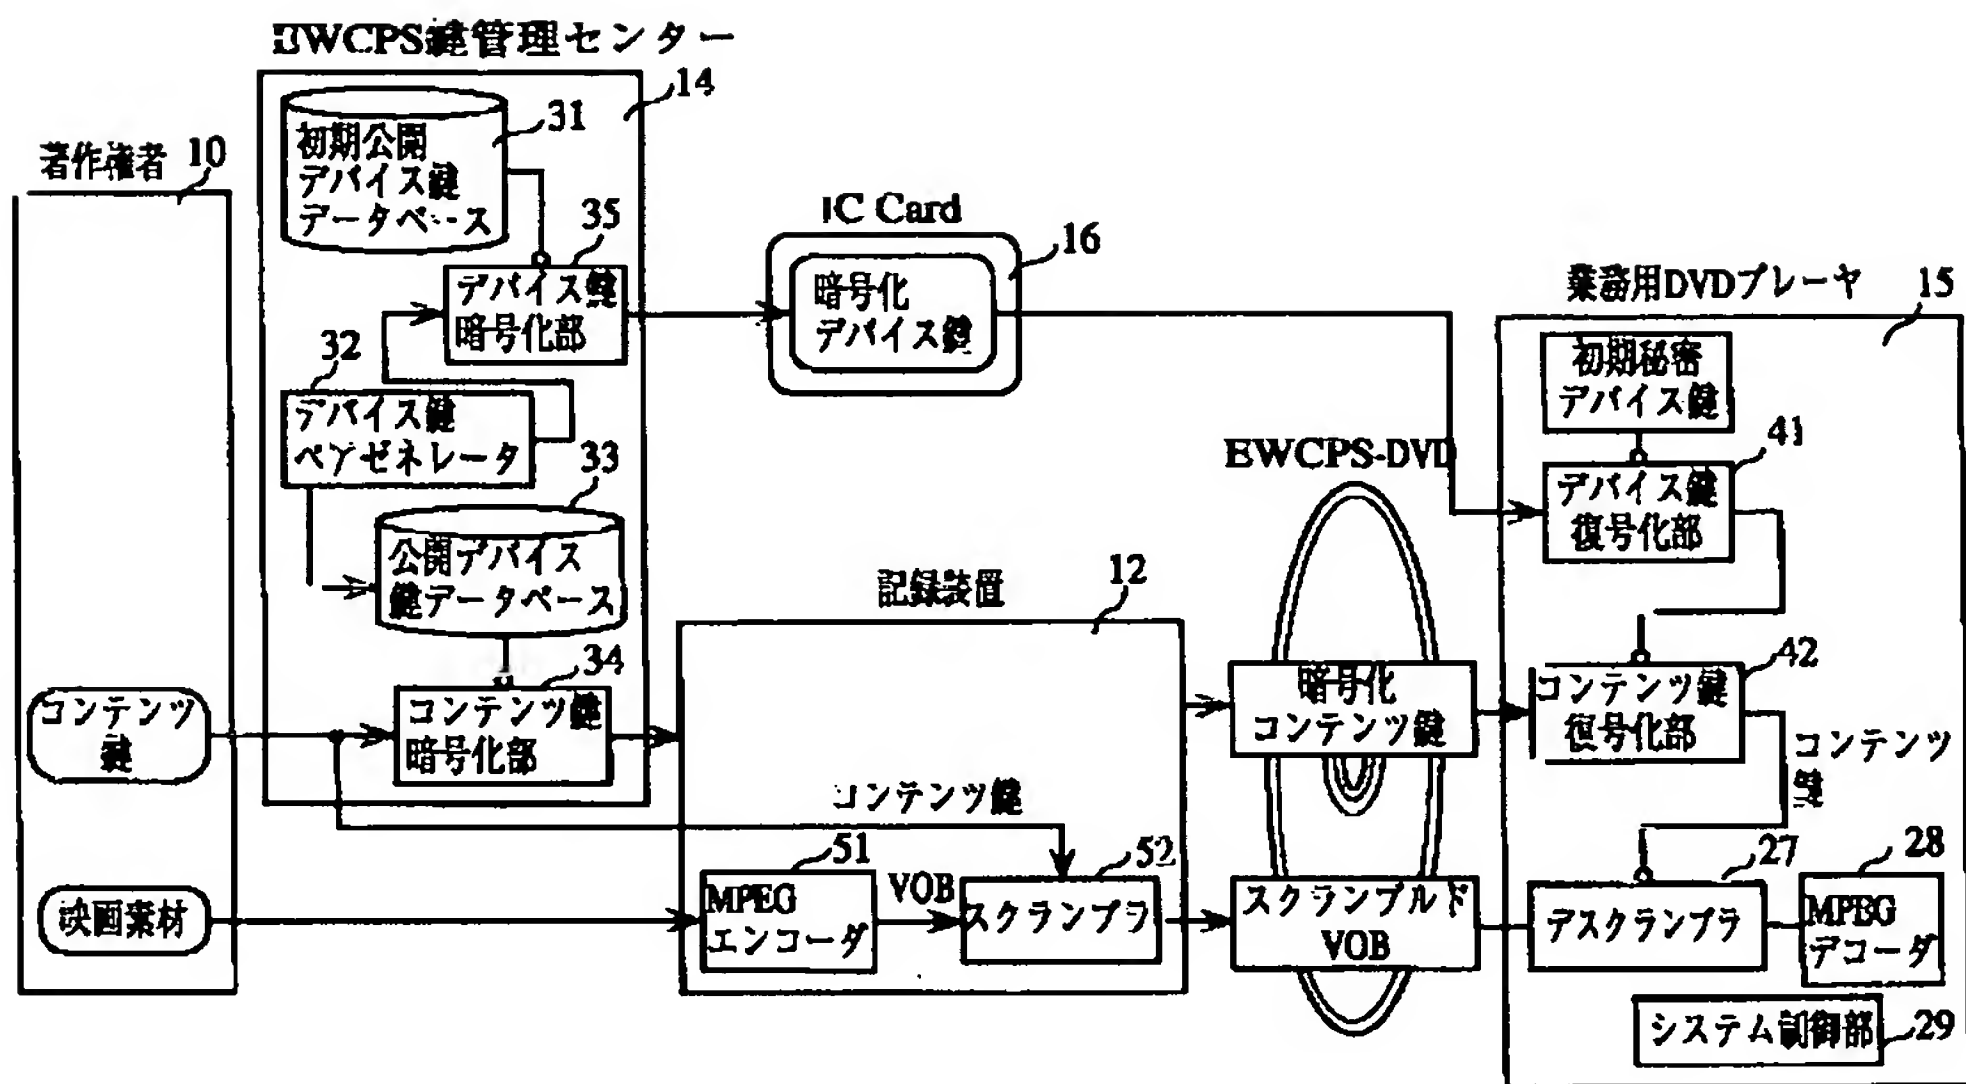 EWCPS鍵管理センター
14
初期公開
デバイス鍵
データベース
31
著作権者
10
35
デバイス鍵
暗号化部
IC Card
16
暗号化
デバイス鍵
業務用DVDプレーヤ
15
初期秘密
デバイス鍵
32
デバイス鍵
ペアゼネレータ
33
41
デバイス鍵
復号化部
EWCPS-DVD
公開デバイス
鍵データベース
記録装置
12
34
コンテンツ鍵
暗号化部
コンテンツ
鍵
暗号化
コンテンツ鍵
42
コンテンツ鍵
復号化部
コンテンツ
鍵
コンテンツ鍵
51
52
27
28
映画素材
MPEG
エンコーダ
VOB
スクランブラ
スクランブルド
VOB
デスクランブラ
MPEG
デコーダ
システム制御部
29